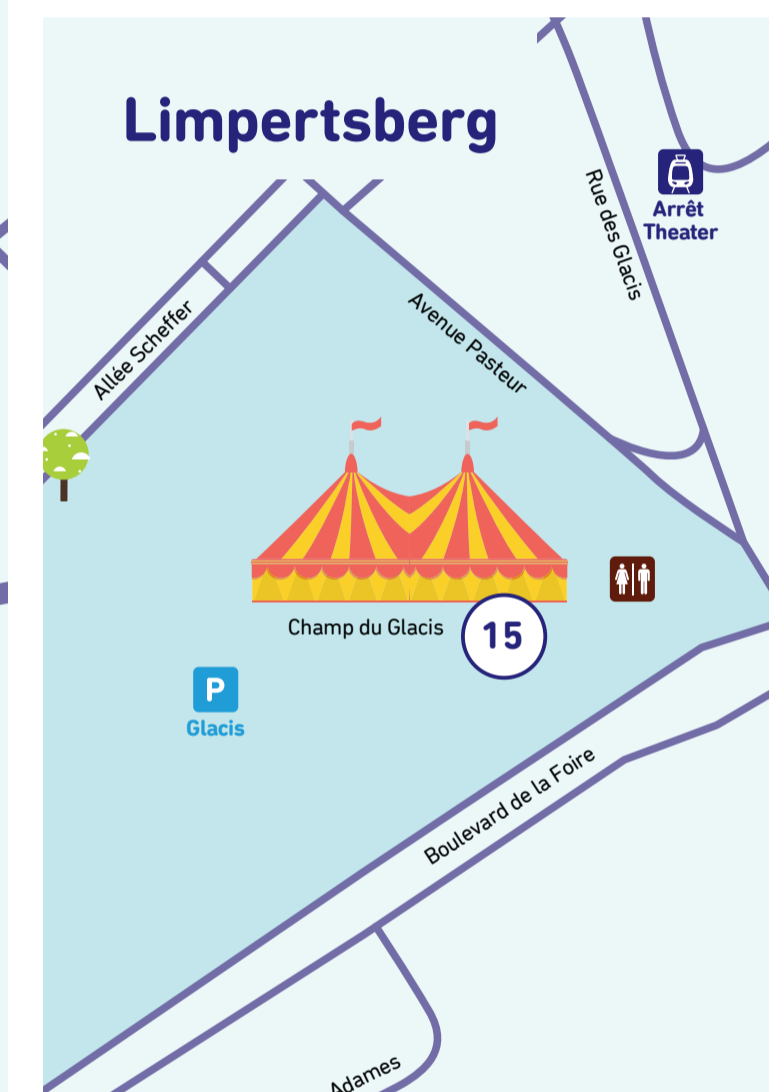 Limpertsberg
Rue des Glacis
Arrêt
Theater
Allée Scheffer
Avenue Pasteur
Champ du Glacis
15
P
Glacis
Boulevard de la Foire
Adames